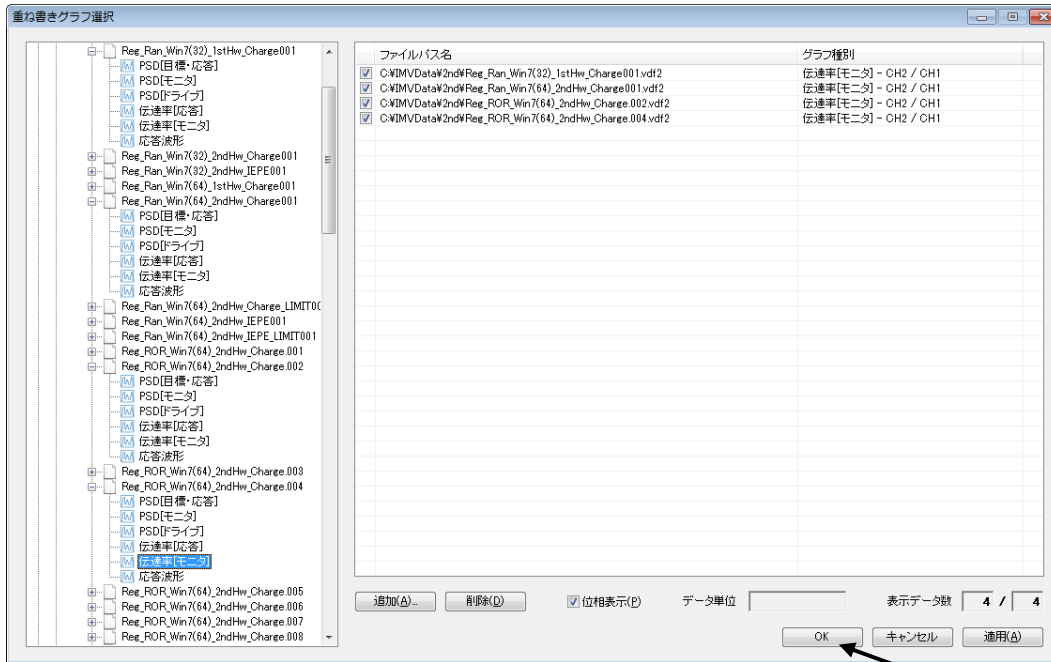 重ね書きグラフ選択
Reg_Ran_Win7(32)_1stHw_Charge001
PSD[目標・応答]
PSD[モニタ]
PSD[ドライブ]
伝達率[応答]
伝達率[モニタ]
応答波形
Reg_Ran_Win7(32)_2ndHw_Charge001
Reg_Ran_Win7(32)_2ndHw_IEPE001
Reg_Ran_Win7(64)_1stHw_Charge001
Reg_Ran_Win7(64)_2ndHw_Charge001
PSD[目標・応答]
PSD[モニタ]
PSD[ドライブ]
伝達率[応答]
伝達率[モニタ]
応答波形
Reg_Ran_Win7(64)_2ndHw_Charge_LIMIT00
Reg_Ran_Win7(64)_2ndHw_IEPE001
Reg_Ran_Win7(64)_2ndHw_IEPE_LIMIT001
Reg_ROR_Win7(64)_2ndHw_Charge.001
Reg_ROR_Win7(64)_2ndHw_Charge.002
PSD[目標・応答]
PSD[モニタ]
PSD[ドライブ]
伝達率[応答]
伝達率[モニタ]
応答波形
Reg_ROR_Win7(64)_2ndHw_Charge.003
Reg_ROR_Win7(64)_2ndHw_Charge.004
PSD[目標・応答]
PSD[モニタ]
PSD[ドライブ]
伝達率[応答]
伝達率[モニタ]
応答波形
Reg_ROR_Win7(64)_2ndHw_Charge.005
Reg_ROR_Win7(64)_2ndHw_Charge.006
Reg_ROR_Win7(64)_2ndHw_Charge.007
Reg_ROR_Win7(64)_2ndHw_Charge.008
ファイルパス名 グラフ種別
C:¥IMVData¥2nd¥Reg_Ran_Win7(32)_1stHw_Charge001.vdf2 伝達率[モニタ] - CH2 / CH1
C:¥IMVData¥2nd¥Reg_Ran_Win7(64)_2ndHw_Charge001.vdf2 伝達率[モニタ] - CH2 / CH1
C:¥IMVData¥2nd¥Reg_ROR_Win7(64)_2ndHw_Charge.002.vdf2 伝達率[モニタ] - CH2 / CH1
C:¥IMVData¥2nd¥Reg_ROR_Win7(64)_2ndHw_Charge.004.vdf2 伝達率[モニタ] - CH2 / CH1
追加(A)... 削除(D) 位相表示(P) データ単位 表示データ数 4 / 4
OK キャンセル 適用(A)